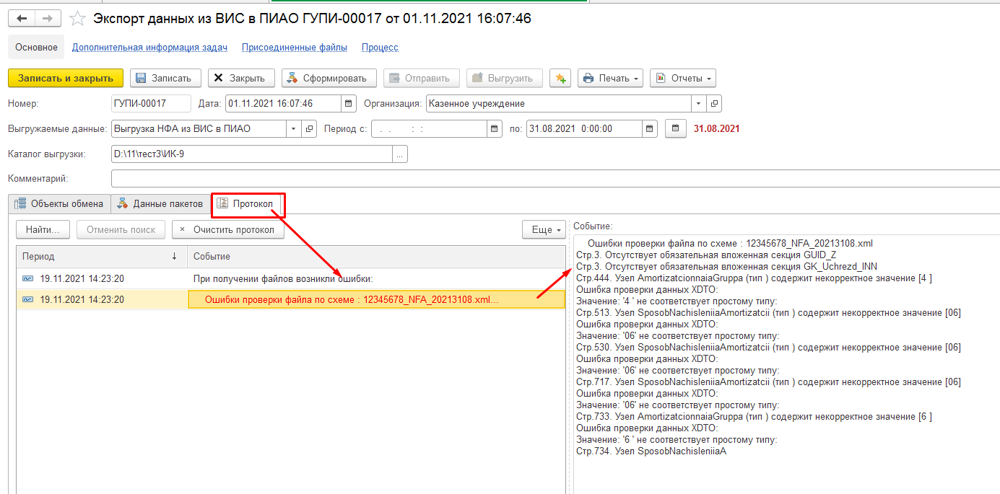 Экспорт данных из ВИС в ПИАО ГУПИ-00017 от 01.11.2021 16:07:46
Основное Дополнительная информация задач Присоединенные файлы Процесс
Записать и закрыть Записать Закрыть Сформировать Отправить Выгрузить Печать Отчеты
Номер: ГУПИ-00017 Дата: 01.11.2021 16:07:46 Организация: Казенное учреждение
Выгружаемые данные: Выгрузка НФА из ВИС в ПИАО Период с: . . : : по: 31.08.2021 0:00:00 31.08.2021
Каталог выгрузки: D:\11\тест3\ИК-9 ...
Комментарий:
Объекты обмена Данные пакетов Протокол
Найти... Отменить поиск × Очистить протокол Еще
Период ↓ Событие
19.11.2021 14:23:20 При получении файлов возникли ошибки:
19.11.2021 14:23:20 Ошибки проверки файла по схеме : 12345678_NFA_20213108.xml...
Событие:
Ошибки проверки файла по схеме : 12345678_NFA_20213108.xml
Стр.3. Отсутствует обязательная вложенная секция GUID_Z
Стр.3. Отсутствует обязательная вложенная секция GK_Uchrezd_INN
Стр.444. Узел AmortizatcionnaiaGruppa (тип ) содержит некорректное значение [4 ]
Ошибка проверки данных XDTO:
Значение: '4 ' не соответствует простому типу:
Стр.513. Узел SposobNachisleniiaAmortizatcii (тип ) содержит некорректное значение [06]
Ошибка проверки данных XDTO:
Значение: '06' не соответствует простому типу:
Стр.530. Узел SposobNachisleniiaAmortizatcii (тип ) содержит некорректное значение [06]
Ошибка проверки данных XDTO:
Значение: '06' не соответствует простому типу:
Стр.717. Узел SposobNachisleniiaAmortizatcii (тип ) содержит некорректное значение [06]
Ошибка проверки данных XDTO:
Значение: '06' не соответствует простому типу:
Стр.733. Узел AmortizatcionnaiaGruppa (тип ) содержит некорректное значение [6 ]
Ошибка проверки данных XDTO:
Значение: '6 ' не соответствует простому типу:
Стр.734. Узел SposobNachisleniiaA